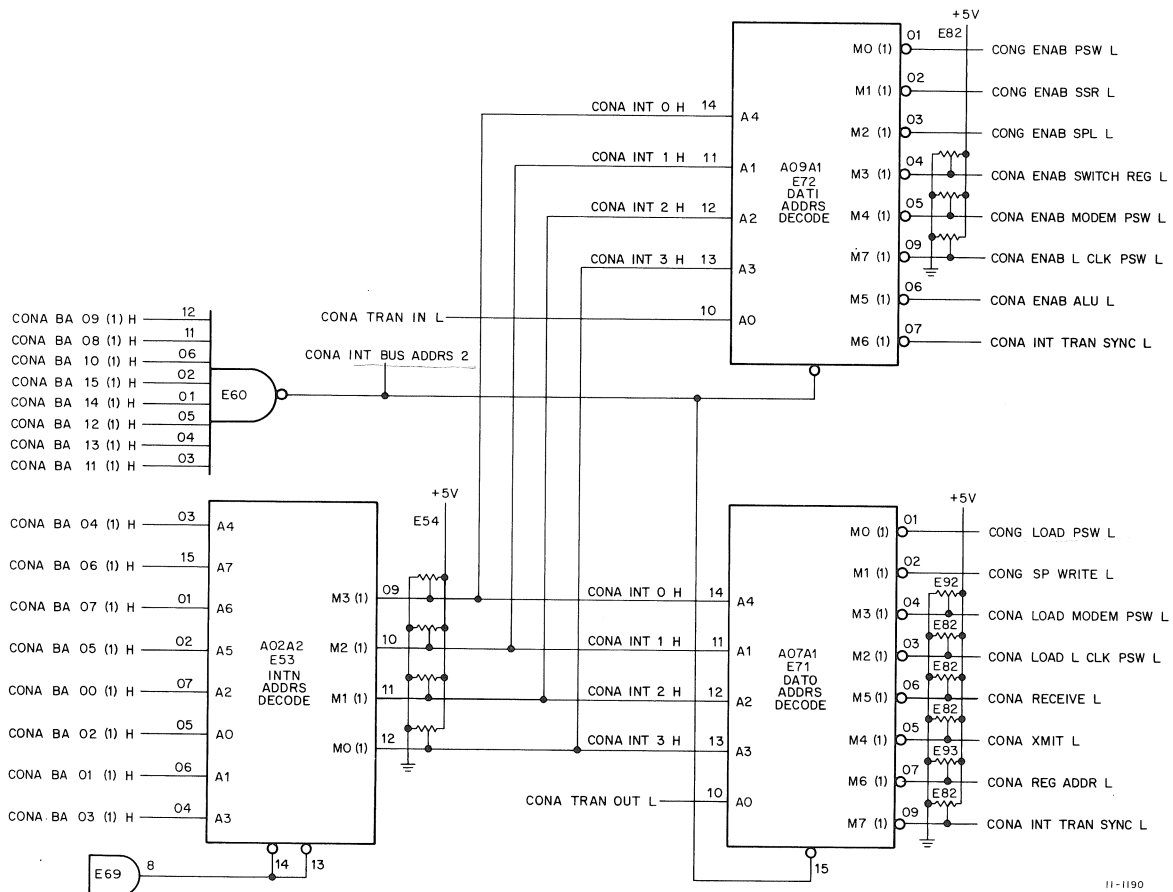 +5V
E82
M0 (1) 01 CONG ENAB PSW L
M1 (1) 02 CONG ENAB SSR L
M2 (1) 03 CONG ENAB SPL L
M3 (1) 04 CONA ENAB SWITCH REG L
M4 (1) 05 CONA ENAB MODEM PSW L
M7 (1) 09 CONA ENAB L CLK PSW L
M5 (1) 06 CONA ENAB ALU L
M6 (1) 07 CONA INT TRAN SYNC L
CONA INT 0 H 14 A4
CONA INT 1 H 11 A1
CONA INT 2 H 12 A2
CONA INT 3 H 13 A3
CONA TRAN IN L 10 A0
A09A1
E72
DATI
ADDRS
DECODE
CONA INT BUS ADDRS 2
CONA BA 09 (1) H 12
CONA BA 08 (1) H 11
CONA BA 10 (1) H 06
CONA BA 15 (1) H 02
CONA BA 14 (1) H 01
CONA BA 12 (1) H 05
CONA BA 13 (1) H 04
CONA BA 11 (1) H 03
E60
CONA BA 04 (1) H 03 A4
CONA BA 06 (1) H 15 A7
CONA BA 07 (1) H 01 A6
CONA BA 05 (1) H 02 A5
CONA BA 00 (1) H 07 A2
CONA BA 02 (1) H 05 A0
CONA BA 01 (1) H 06 A1
CONA BA 03 (1) H 04 A3
A02A2
E53
INTN
ADDRS
DECODE
+5V
E54
M3 (1) 09
M2 (1) 10
M1 (1) 11
M0 (1) 12
E69 8
14 13
CONA INT 0 H 14 A4
CONA INT 1 H 11 A1
CONA INT 2 H 12 A2
CONA INT 3 H 13 A3
CONA TRAN OUT L 10 A0
A07A1
E71
DATO
ADDRS
DECODE
15
+5V
M0 (1) 01 CONG LOAD PSW L
M1 (1) 02 CONG SP WRITE L
E92
M3 (1) 04 CONA LOAD MODEM PSW L
E82
M2 (1) 03 CONA LOAD L CLK PSW L
E82
M5 (1) 06 CONA RECEIVE L
E82
M4 (1) 05 CONA XMIT L
E93
M6 (1) 07 CONA REG ADDR L
E82
M7 (1) 09 CONA INT TRAN SYNC L
11-1190